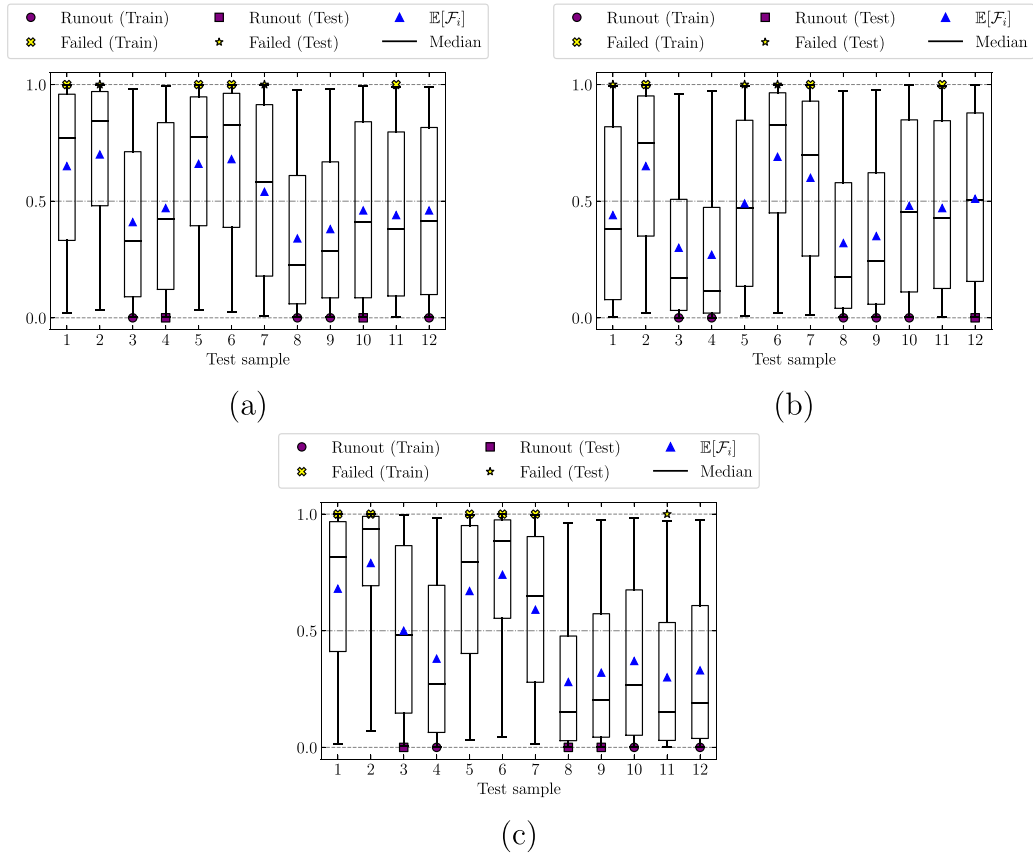 Runout (Train) Runout (Test) 𝔼[ℱᵢ]
Failed (Train) Failed (Test) Median
1.0
0.5
0.0
1 2 3 4 5 6 7 8 9 10 11 12
Test sample
(a)
Runout (Train) Runout (Test) 𝔼[ℱᵢ]
Failed (Train) Failed (Test) Median
1.0
0.5
0.0
1 2 3 4 5 6 7 8 9 10 11 12
Test sample
(b)
Runout (Train) Runout (Test) 𝔼[ℱᵢ]
Failed (Train) Failed (Test) Median
1.0
0.5
0.0
1 2 3 4 5 6 7 8 9 10 11 12
Test sample
(c)